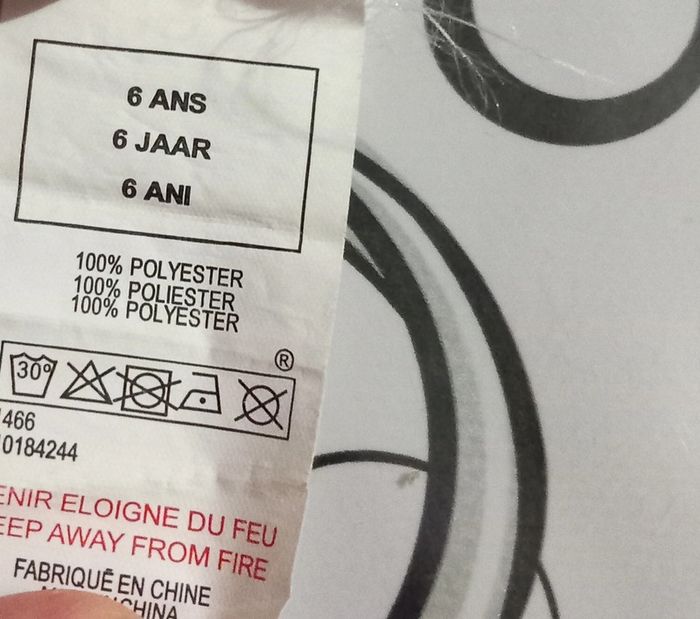 6 ANS
6 JAAR
6 ANI
100% POLYESTER
100% POLIESTER
100% POLYESTER
®
30°
466
0184244
ENIR ELOIGNE DU FEU
EEP AWAY FROM FIRE
FABRIQUÉ EN CHINE
CHINA